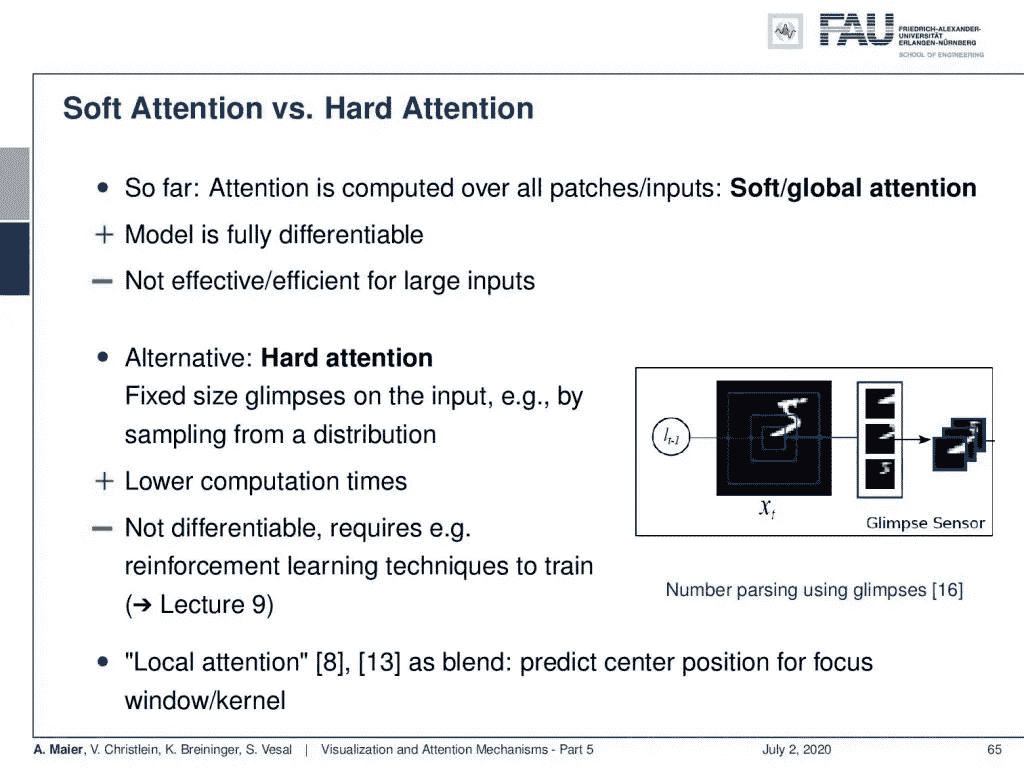 FAU
FRIEDRICH-ALEXANDER-
UNIVERSITÄT
ERLANGEN-NÜRNBERG
SCHOOL OF ENGINEERING
Soft Attention vs. Hard Attention
• So far: Attention is computed over all patches/inputs: Soft/global attention
+ Model is fully differentiable
− Not effective/efficient for large inputs
• Alternative: Hard attention
Fixed size glimpses on the input, e.g., by
sampling from a distribution
+ Lower computation times
− Not differentiable, requires e.g.
reinforcement learning techniques to train
(➔ Lecture 9)
l_{t-1}
x_t
Glimpse Sensor
Number parsing using glimpses [16]
• "Local attention" [8], [13] as blend: predict center position for focus
window/kernel
A. Maier, V. Christlein, K. Breininger, S. Vesal | Visualization and Attention Mechanisms - Part 5 July 2, 2020 65